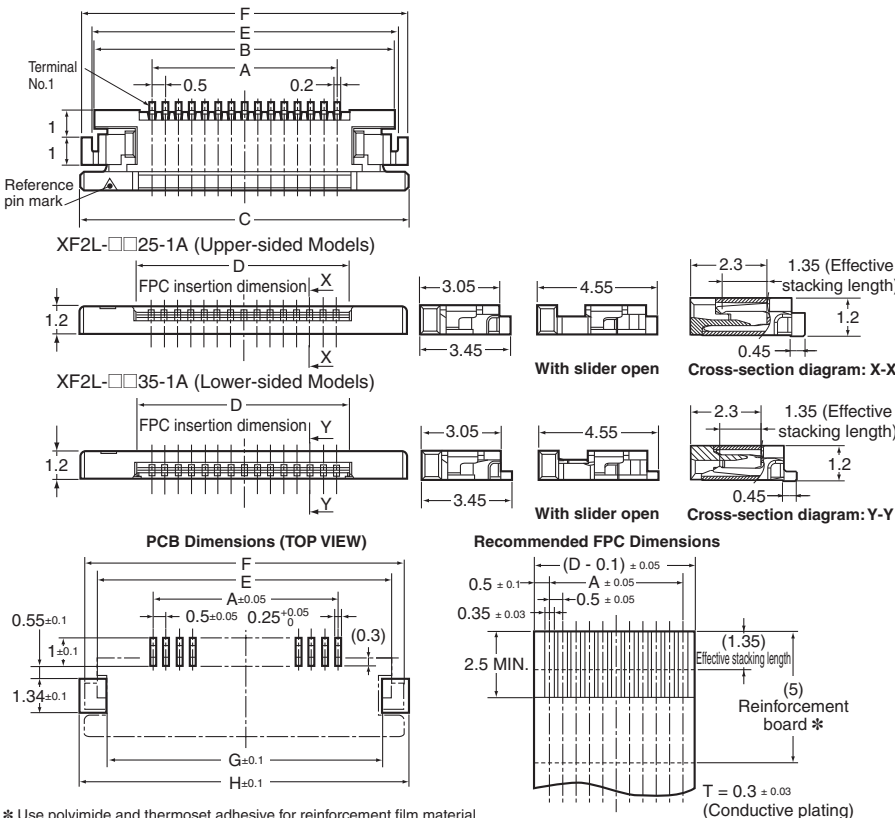 F
E
B
A
Terminal
No.1
0.5
0.2
1
1
Reference
pin mark
C
XF2L-□□25-1A (Upper-sided Models)
D
FPC insertion dimension
X
1.2
X
3.05
3.45
4.55
With slider open
2.3
1.35 (Effective
stacking length)
1.2
0.45
Cross-section diagram: X-X
XF2L-□□35-1A (Lower-sided Models)
D
FPC insertion dimension
Y
1.2
Y
3.05
3.45
4.55
With slider open
2.3
1.35 (Effective
stacking length)
1.2
0.45
Cross-section diagram: Y-Y
PCB Dimensions (TOP VIEW)
F
E
A±0.05
0.5±0.05
0.25 +0.05 0
0.55±0.1
1±0.1
(0.3)
1.34±0.1
G±0.1
H±0.1
Recommended FPC Dimensions
(D - 0.1) ± 0.05
0.5 ± 0.1
A ± 0.05
0.5 ± 0.05
0.35 ± 0.03
2.5 MIN.
(1.35)
Effective stacking length
(5)
Reinforcement
board ✻
T = 0.3 ± 0.03
(Conductive plating)
✻ Use polyimide and thermoset adhesive for reinforcement film material